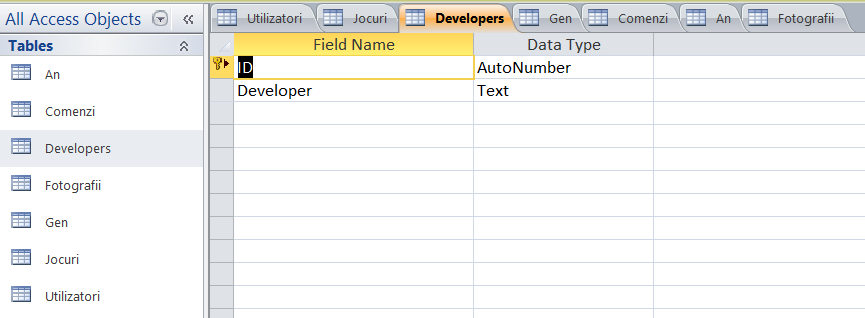 All Access Objects
Tables
An
Comenzi
Developers
Fotografii
Gen
Jocuri
Utilizatori
Utilizatori Jocuri Developers Gen Comenzi An Fotografii
Field Name Data Type
ID AutoNumber
Developer Text